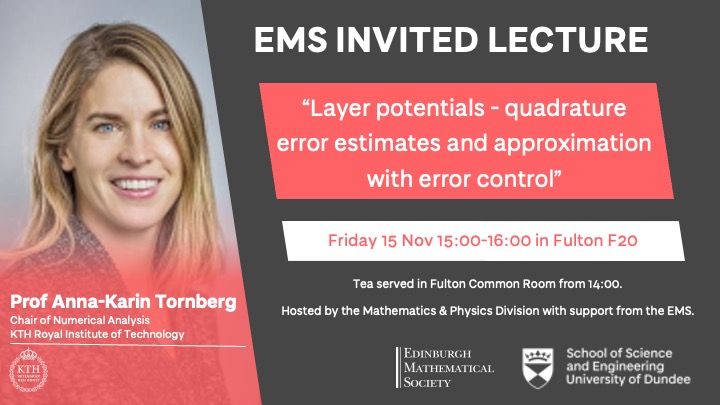 EMS INVITED LECTURE
“Layer potentials - quadrature
error estimates and approximation
with error control”
Friday 15 Nov 15:00-16:00 in Fulton F20
Tea served in Fulton Common Room from 14:00.
Hosted by the Mathematics & Physics Division with support from the EMS.
Prof Anna-Karin Tornberg
Chair of Numerical Analysis
KTH Royal Institute of Technology
KTH
EDINBURGH
MATHEMATICAL
SOCIETY
School of Science
and Engineering
University of Dundee